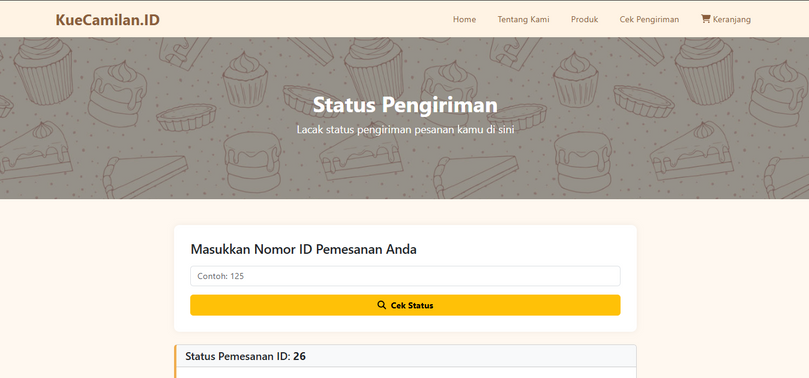 KueCamilan.ID
Home Tentang Kami Produk Cek Pengiriman Keranjang
Status Pengiriman
Lacak status pengiriman pesanan kamu di sini
Masukkan Nomor ID Pemesanan Anda
Contoh: 125
Cek Status
Status Pemesanan ID: 26